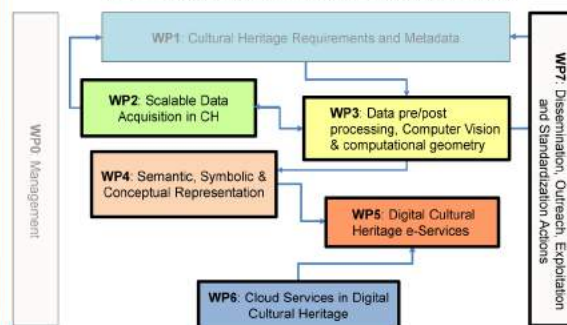 WP0: Management
WP1: Cultural Heritage Requirements and Metadata
WP2: Scalable Data
Acquisition in CH
WP3: Data pre/post
processing, Computer Vision
& computational geometry
WP4: Semantic, Symbolic &
Conceptual Representation
WP5: Digital Cultural
Heritage e-Services
WP6: Cloud Services in Digital
Cultural Heritage
WP7: Dissemination, Outreach, Exploitation
and Standardization Actions